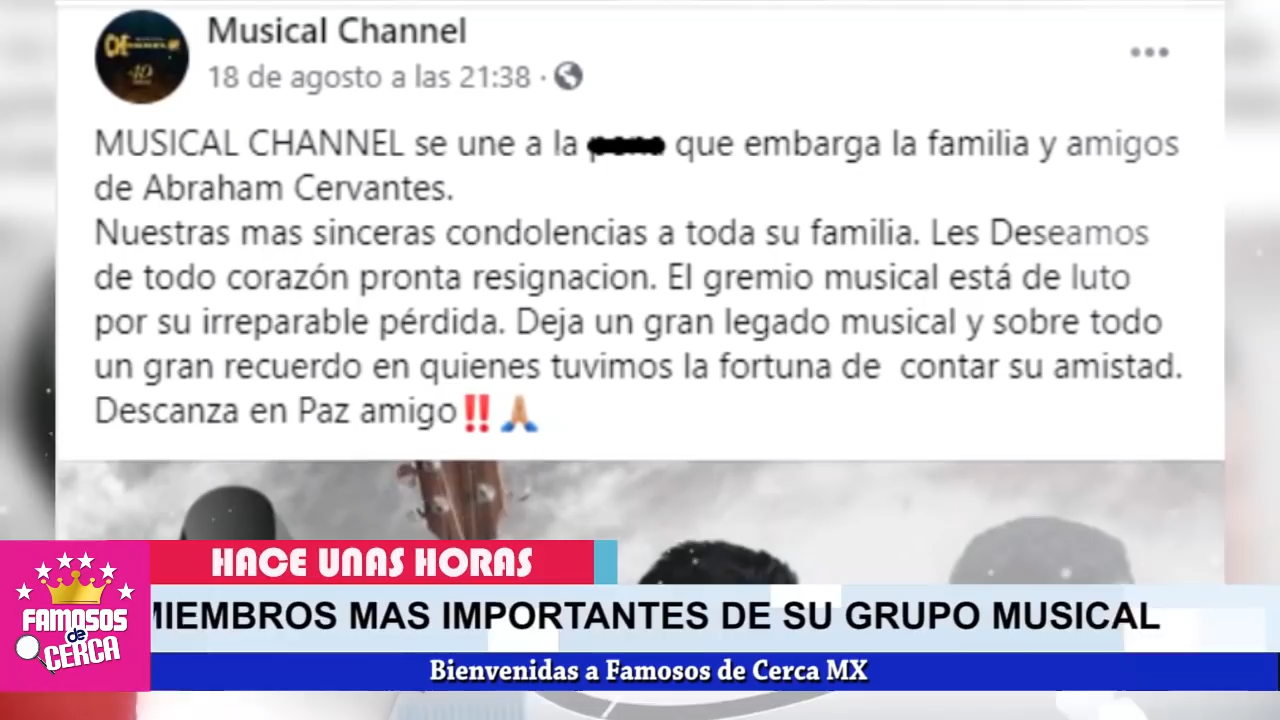 Musical Channel
18 de agosto a las 21:38 ·
MUSICAL CHANNEL se une a la que embarga la familia y amigos
de Abraham Cervantes.
Nuestras mas sinceras condolencias a toda su familia. Les Deseamos
de todo corazón pronta resignacion. El gremio musical está de luto
por su irreparable pérdida. Deja un gran legado musical y sobre todo
un gran recuerdo en quienes tuvimos la fortuna de contar su amistad.
Descanza en Paz amigo‼️🙏🏽
HACE UNAS HORAS
MIEMBROS MAS IMPORTANTES DE SU GRUPO MUSICAL
FAMOSOS
de
CERCA
Bienvenidas a Famosos de Cerca MX